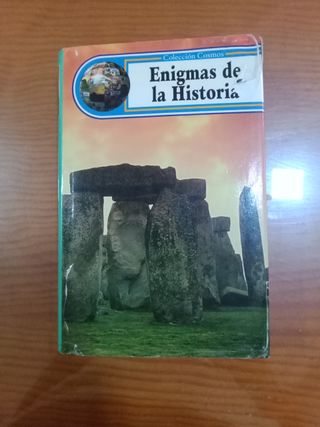 Colección Cosmos
Enigmas de
la Historia